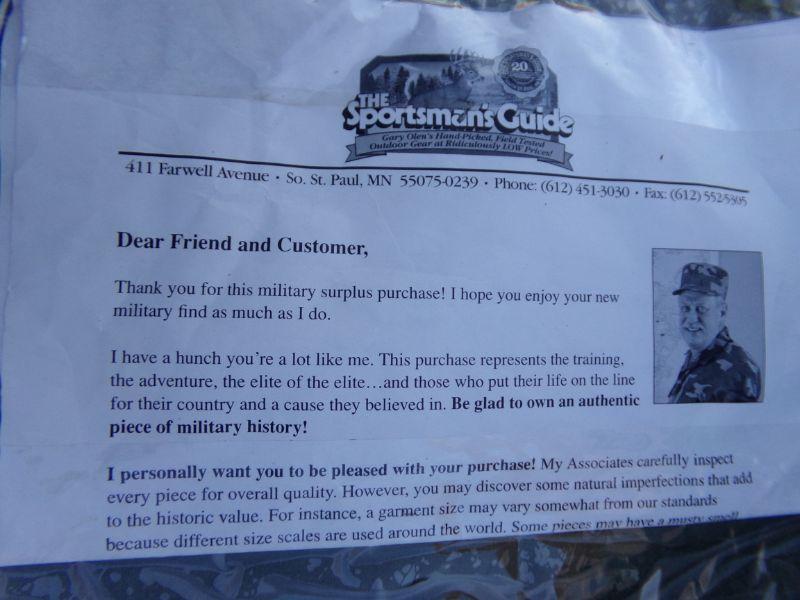 20
THE
Sportsman's Guide
Gary Olen's Hand-Picked, Field Tested
Outdoor Gear at Ridiculously LOW Prices!
411 Farwell Avenue · So. St. Paul, MN 55075-0239 · Phone: (612) 451-3030 · Fax: (612) 552-5305
Dear Friend and Customer,
Thank you for this military surplus purchase! I hope you enjoy your new
military find as much as I do.
I have a hunch you're a lot like me. This purchase represents the training,
the adventure, the elite of the elite...and those who put their life on the line
for their country and a cause they believed in. Be glad to own an authentic
piece of military history!
I personally want you to be pleased with your purchase! My Associates carefully inspect
every piece for overall quality. However, you may discover some natural imperfections that add
to the historic value. For instance, a garment size may vary somewhat from our standards
because different size scales are used around the world. Some pieces may have a musty smell